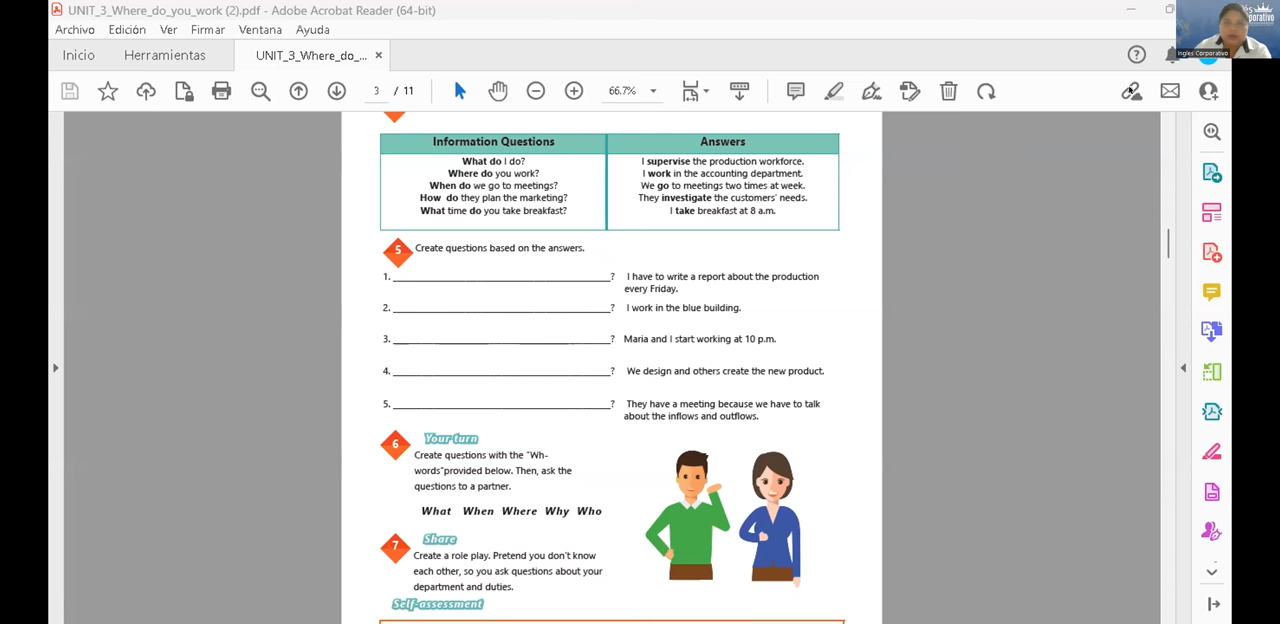 UNIT_3_Where_do_you_work (2).pdf - Adobe Acrobat Reader (64-bit)
Archivo Edición Ver Firmar Ventana Ayuda
Inicio Herramientas UNIT_3_Where_do_... ×
3 / 11 66.7%
Ingles Corporativo
Information Questions Answers
What do I do? I supervise the production workforce.
Where do you work? I work in the accounting department.
When do we go to meetings? We go to meetings two times at week.
How do they plan the marketing? They investigate the customers' needs.
What time do you take breakfast? I take breakfast at 8 a.m.
5 Create questions based on the answers.
1. ______________________? I have to write a report about the production
every Friday.
2. ______________________? I work in the blue building.
3. ______________________? Maria and I start working at 10 p.m.
4. ______________________? We design and others create the new product.
5. ______________________? They have a meeting because we have to talk
about the inflows and outflows.
6 Your turn
Create questions with the "Wh-
words"provided below. Then, ask the
questions to a partner.
What When Where Why Who
7 Share
Create a role play. Pretend you don't know
each other, so you ask questions about your
department and duties.
Self-assessment